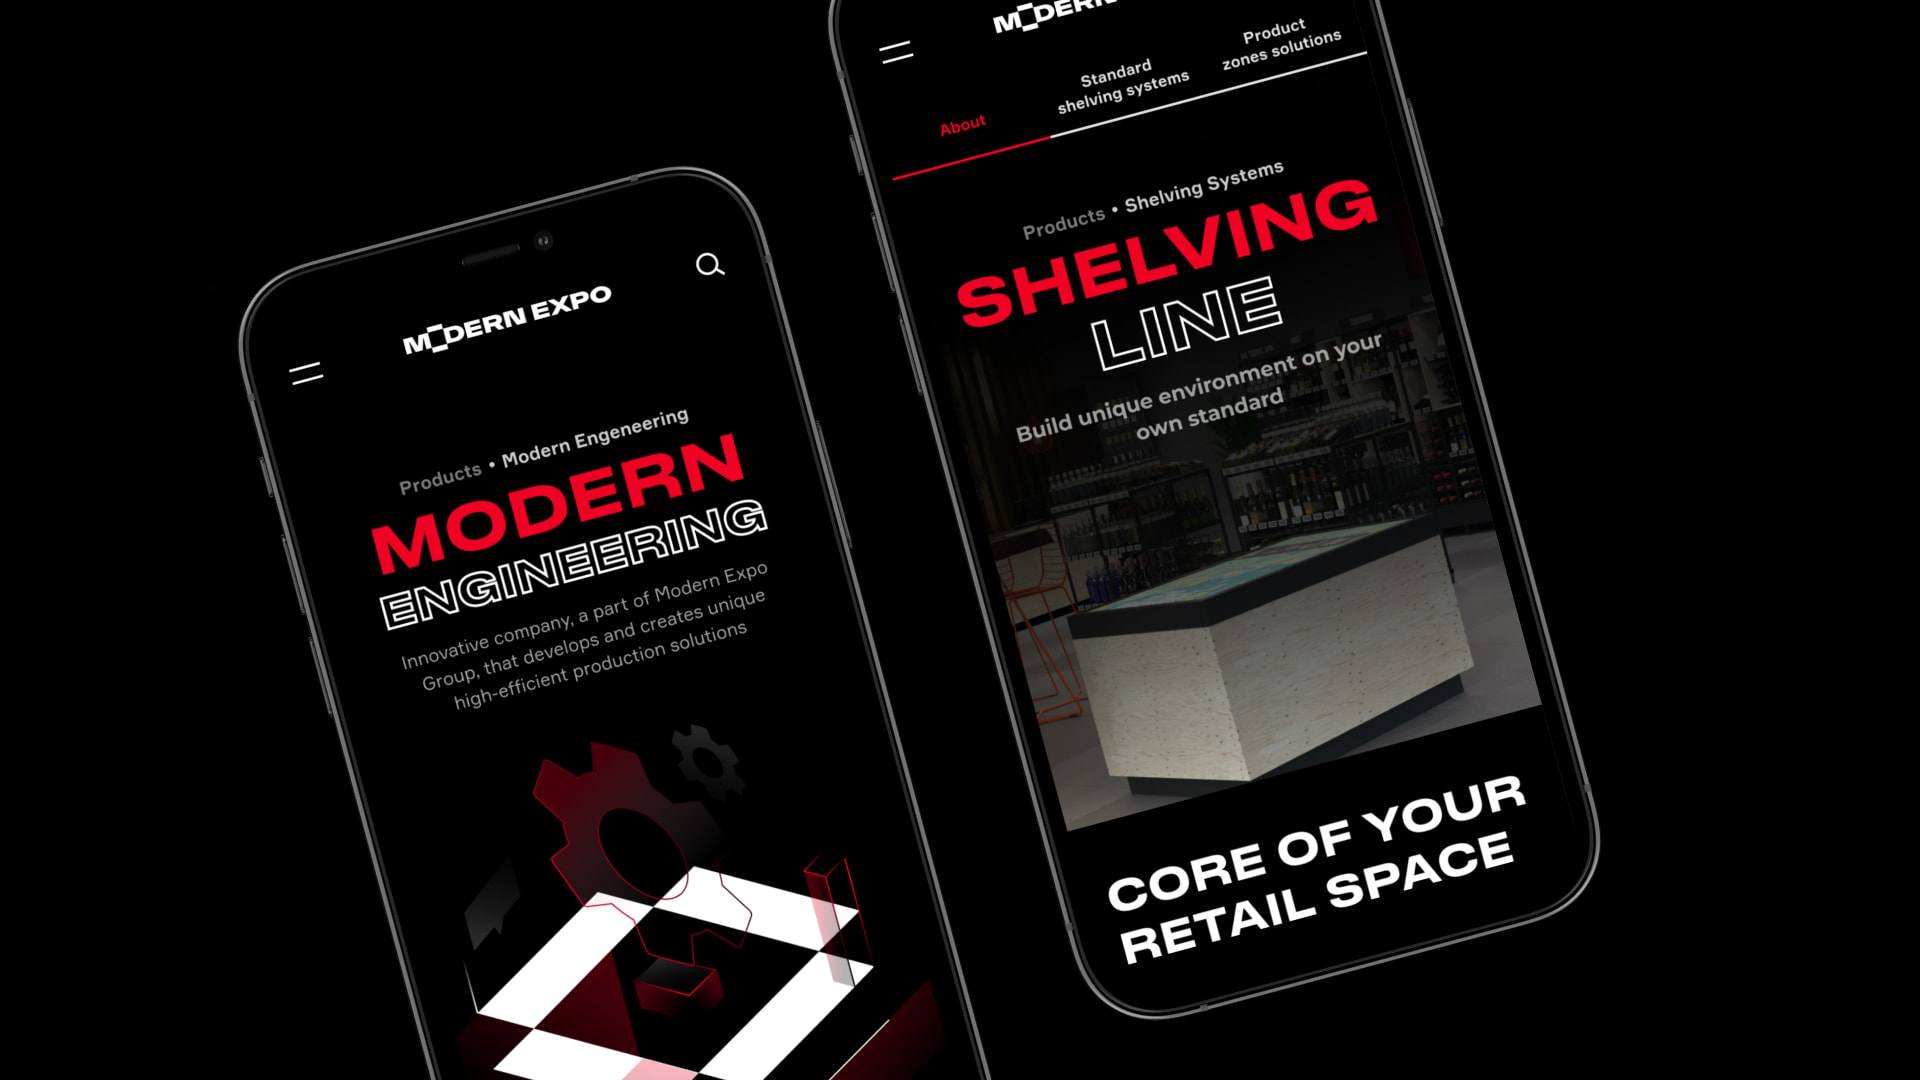 MODERN EXPO
Products • Modern Engeneering
MODERN
ENGINEERING
Innovative company, a part of Modern Expo
Group, that develops and creates unique
high-efficient production solutions
MODERN
About
Standard
shelving systems
Product
zones solutions
Products • Shelving Systems
SHELVING
LINE
Build unique environment on your
own standard
CORE OF YOUR
RETAIL SPACE